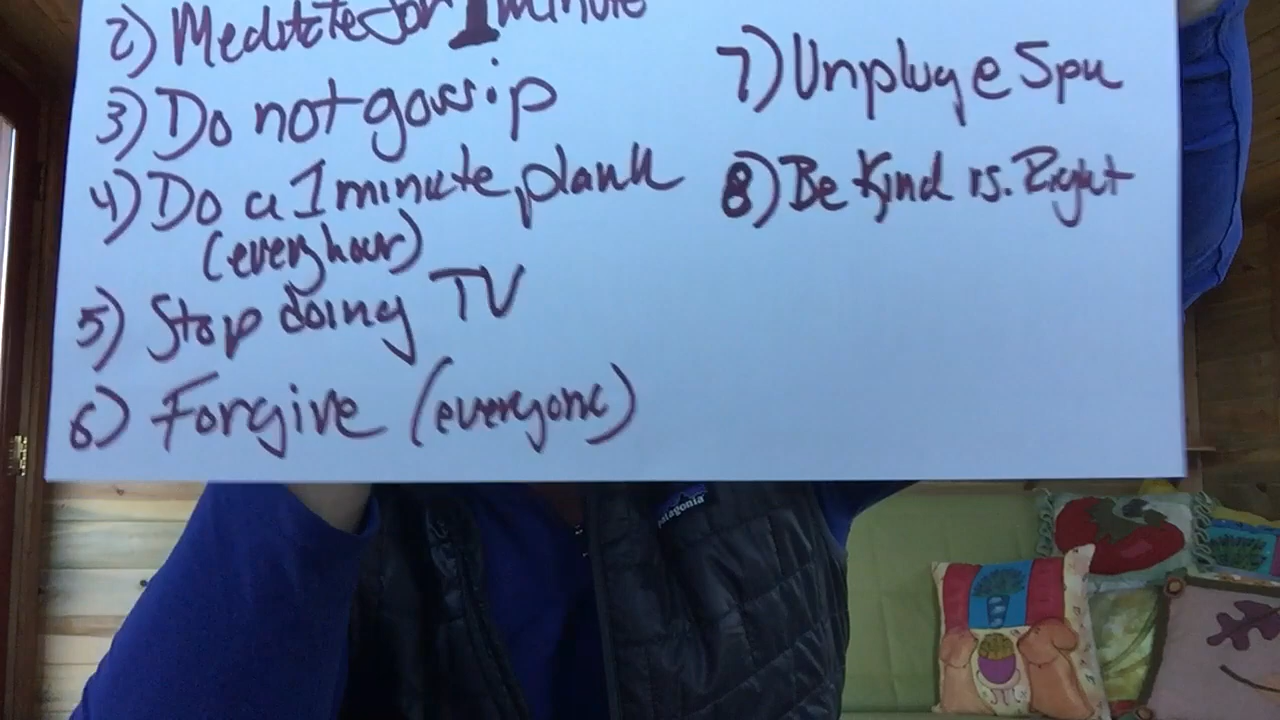 2) Meditate for 1 minute
3) Do not gossip
4) Do a 1 minute plank
(every hour)
5) Stop doing TV
6) Forgive (everyone)
7) Unplug @ 5pm
8) Be Kind vs. Right
patagonia